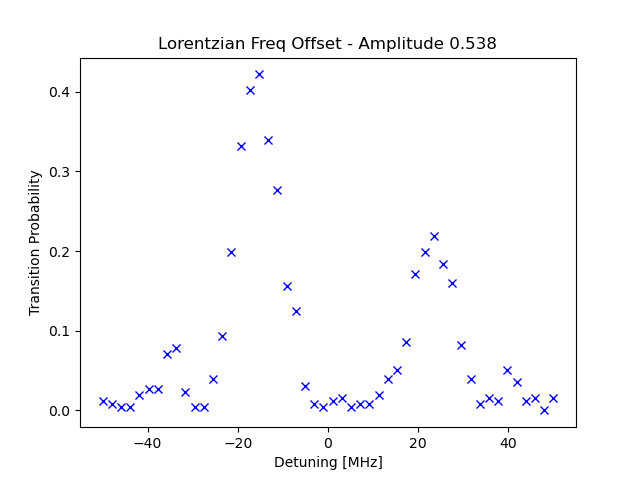 Lorentzian Freq Offset - Amplitude 0.538
0.4
0.3
0.2
0.1
0.0
Transition Probability
−40 −20 0 20 40
Detuning [MHz]